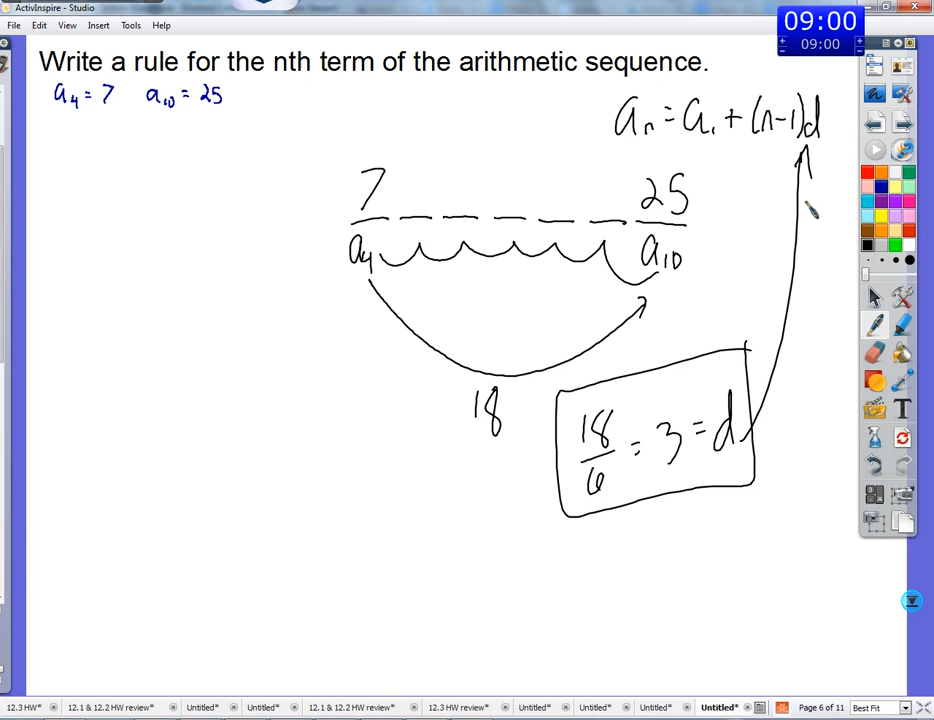 ActivInspire - Studio
File Edit View Insert Tools Help
09:00
09:00
Write a rule for the nth term of the arithmetic sequence.
a₄ = 7 a₁₀ = 25
aₙ = a₁ + (n-1)d
7 25
a₄ a₁₀
18
18/6 = 3 = d
T
12.3 HW* 12.1 & 12.2 HW review* Untitled* Untitled* 12.1 & 12.2 HW review* 12.3 HW review* Untitled* Untitled* Untitled* Untitled* Page 6 of 11 Best Fit